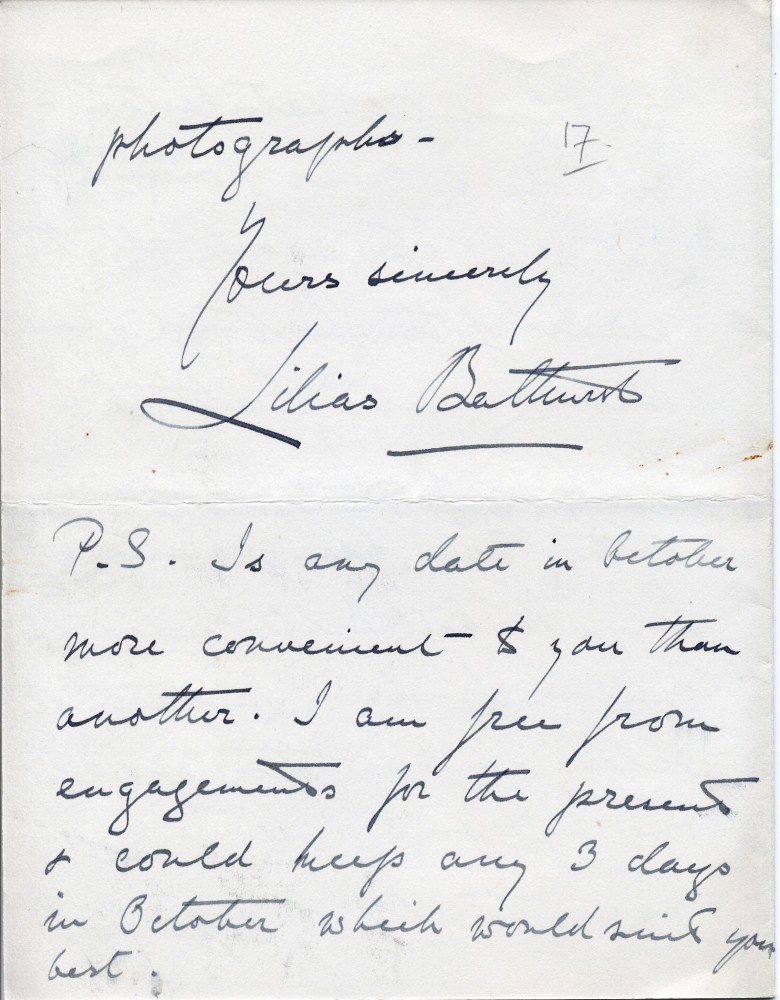 photographs - 17.
Yours sincerely
Lilias Bathurst
P.S. Is any date in October
more convenient to you than
another. I am free from
engagements for the present
& could keep any 3 days
in October which would suit you
best.